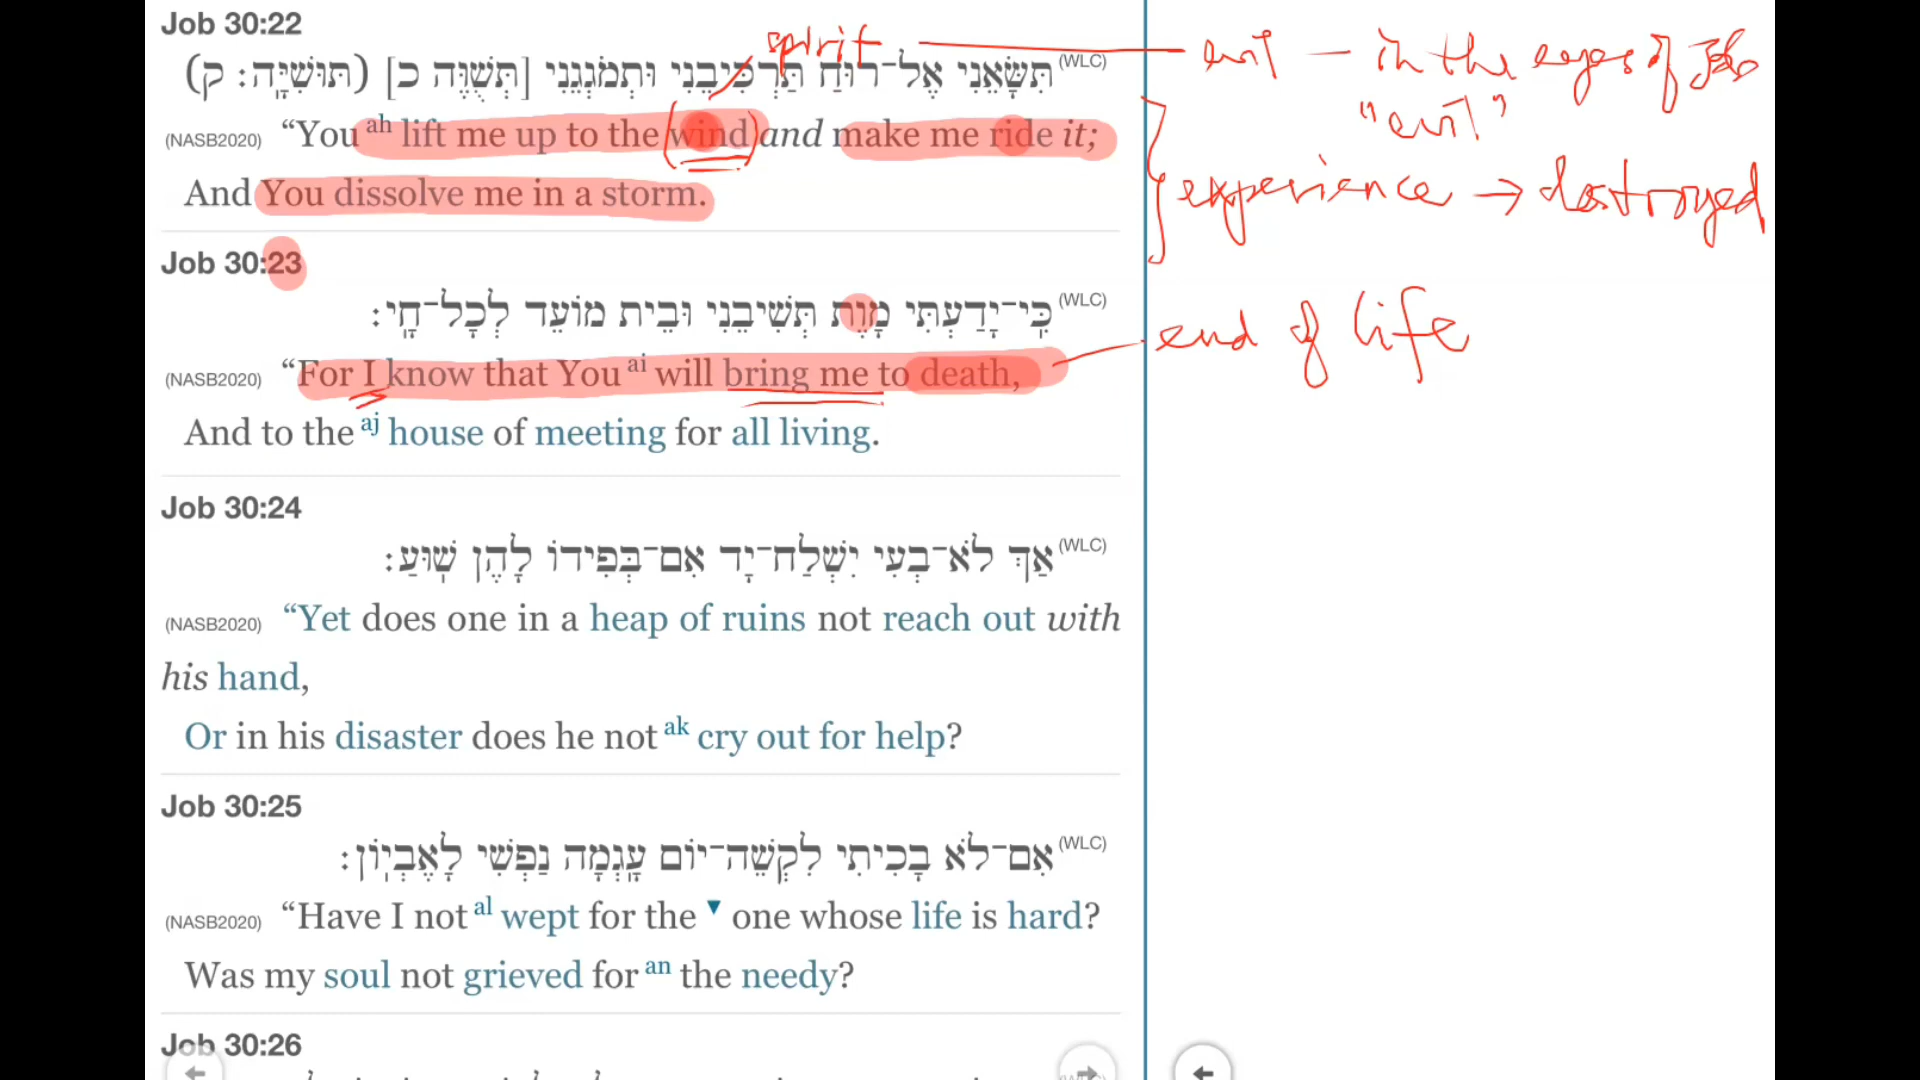 Job 30:22
spirit — evil — in the eyes of Job
"evil"
(WLC) תִּשָּׂאֵנִי אֶל־רוּחַ תַּרְכִּיבֵנִי וּתְמֹגְגֵנִי [תְּשֻׁוֶּה כ] (תּוּשִׁיָּֽה׃ ק)
(NASB2020) “You ah lift me up to the wind and make me ride it;
And You dissolve me in a storm.
experience → destroyed
Job 30:23
(WLC) כִּֽי־יָדַעְתִּי מָוֶת תְּשִׁיבֵנִי וּבֵית מוֹעֵד לְכָל־חָֽי׃
(NASB2020) “For I know that You ai will bring me to death,
end of life
And to the aj house of meeting for all living.
Job 30:24
(WLC) אַךְ לֹא־בְעִי יִשְׁלַח־יָד אִם־בְּפִידוֹ לָהֶן שֽׁוּעַ׃
(NASB2020) “Yet does one in a heap of ruins not reach out with
his hand,
Or in his disaster does he not ak cry out for help?
Job 30:25
(WLC) אִם־לֹא בָכִיתִי לִקְשֵׁה־יוֹם עָֽגְמָה נַפְשִׁי לָאֶבְיֽוֹן׃
(NASB2020) “Have I not al wept for the ▼ one whose life is hard?
Was my soul not grieved for an the needy?
Job 30:26
(WLC)